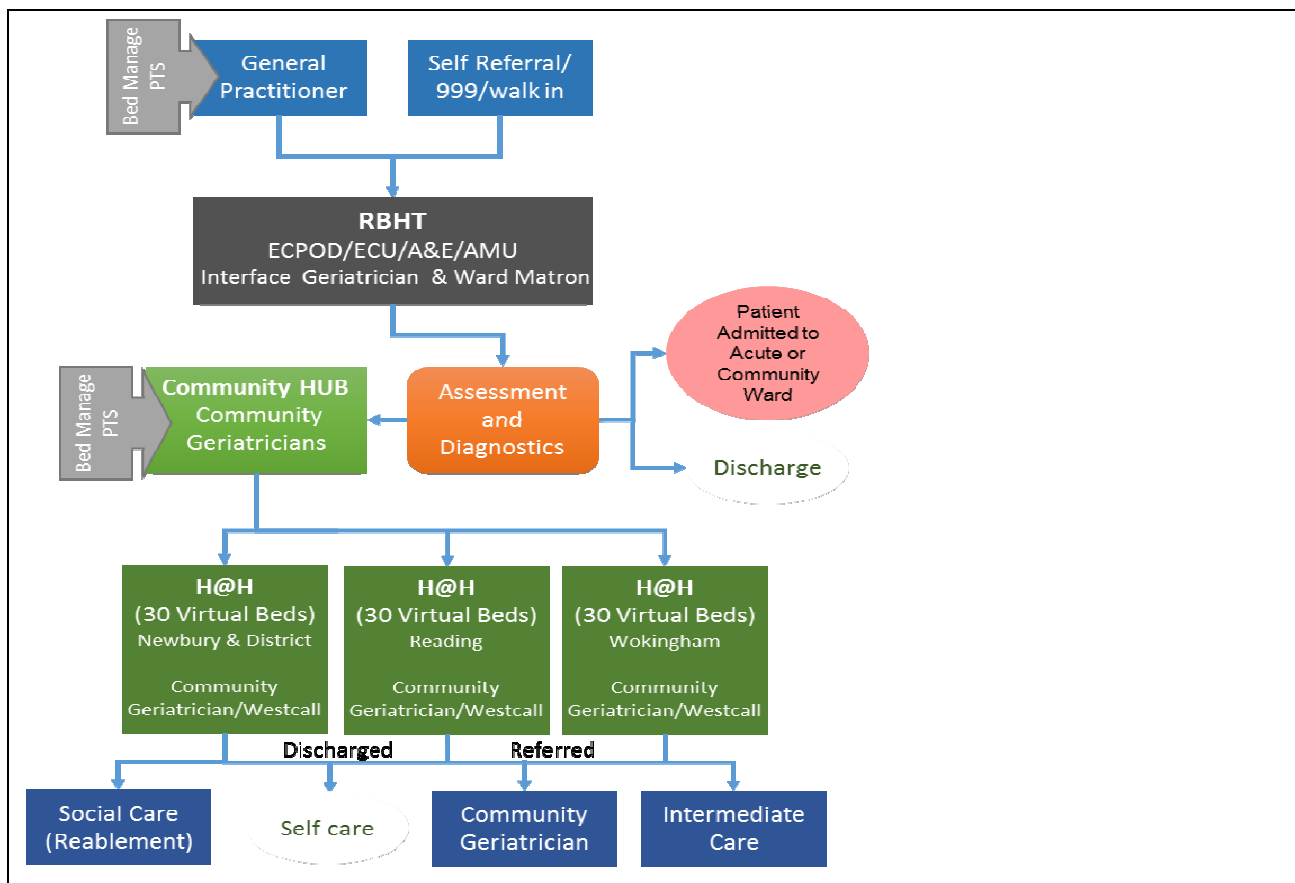 Bed Manage
PTS
General
Practitioner
Self Referral/
999/walk in
RBHT
ECPOD/ECU/A&E/AMU
Interface Geriatrician & Ward Matron
Patient
Admitted to
Acute or
Community
Ward
Bed Manage
PTS
Community HUB
Community
Geriatricians
Assessment
and
Diagnostics
Discharge
H@H
(30 Virtual Beds)
Newbury & District
Community
Geriatrician/Westcall
H@H
(30 Virtual Beds)
Reading
Community
Geriatrician/Westcall
H@H
(30 Virtual Beds)
Wokingham
Community
Geriatrician/Westcall
Discharged
Referred
Social Care
(Reablement)
Self care
Community
Geriatrician
Intermediate
Care